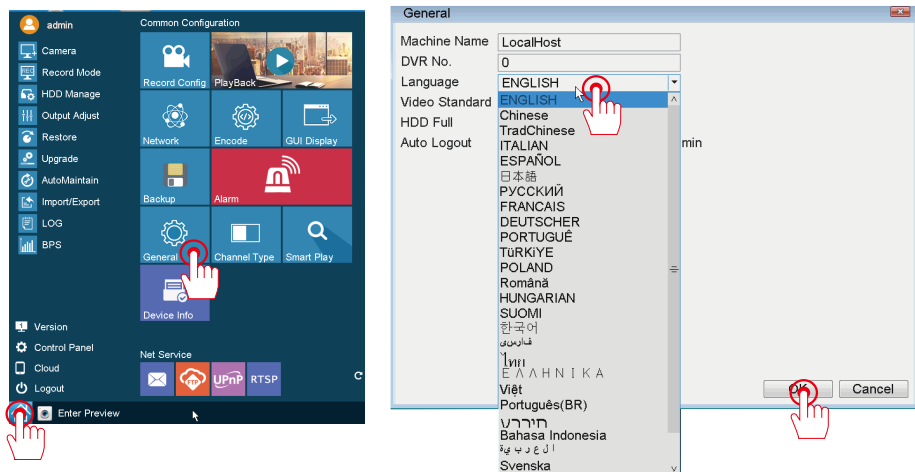 admin
Camera
Record Mode
HDD Manage
Output Adjust
Restore
Upgrade
AutoMaintain
Import/Export
LOG
BPS
Version
Control Panel
Cloud
Logout
Enter Preview
Common Configuration
Record Config
PlayBack
Network
Encode
GUI Display
Backup
Alarm
General
Channel Type
Smart Play
Device Info
Net Service
FTP
UPnP
RTSP
General
Machine Name LocalHost
DVR No. 0
Language ENGLISH
Video Standard
HDD Full
Auto Logout min
ENGLISH
Chinese
TradChinese
ITALIAN
ESPAÑOL
日本語
РУССКИЙ
FRANCAIS
DEUTSCHER
PORTUGUÊ
TüRKiYE
POLAND
Română
HUNGARIAN
SUOMI
한국어
فارسی
ไทย
ΕΛΛΗΝΙΚΑ
Việt
Português(BR)
עברית
Bahasa Indonesia
العربية
Svenska
OK
Cancel